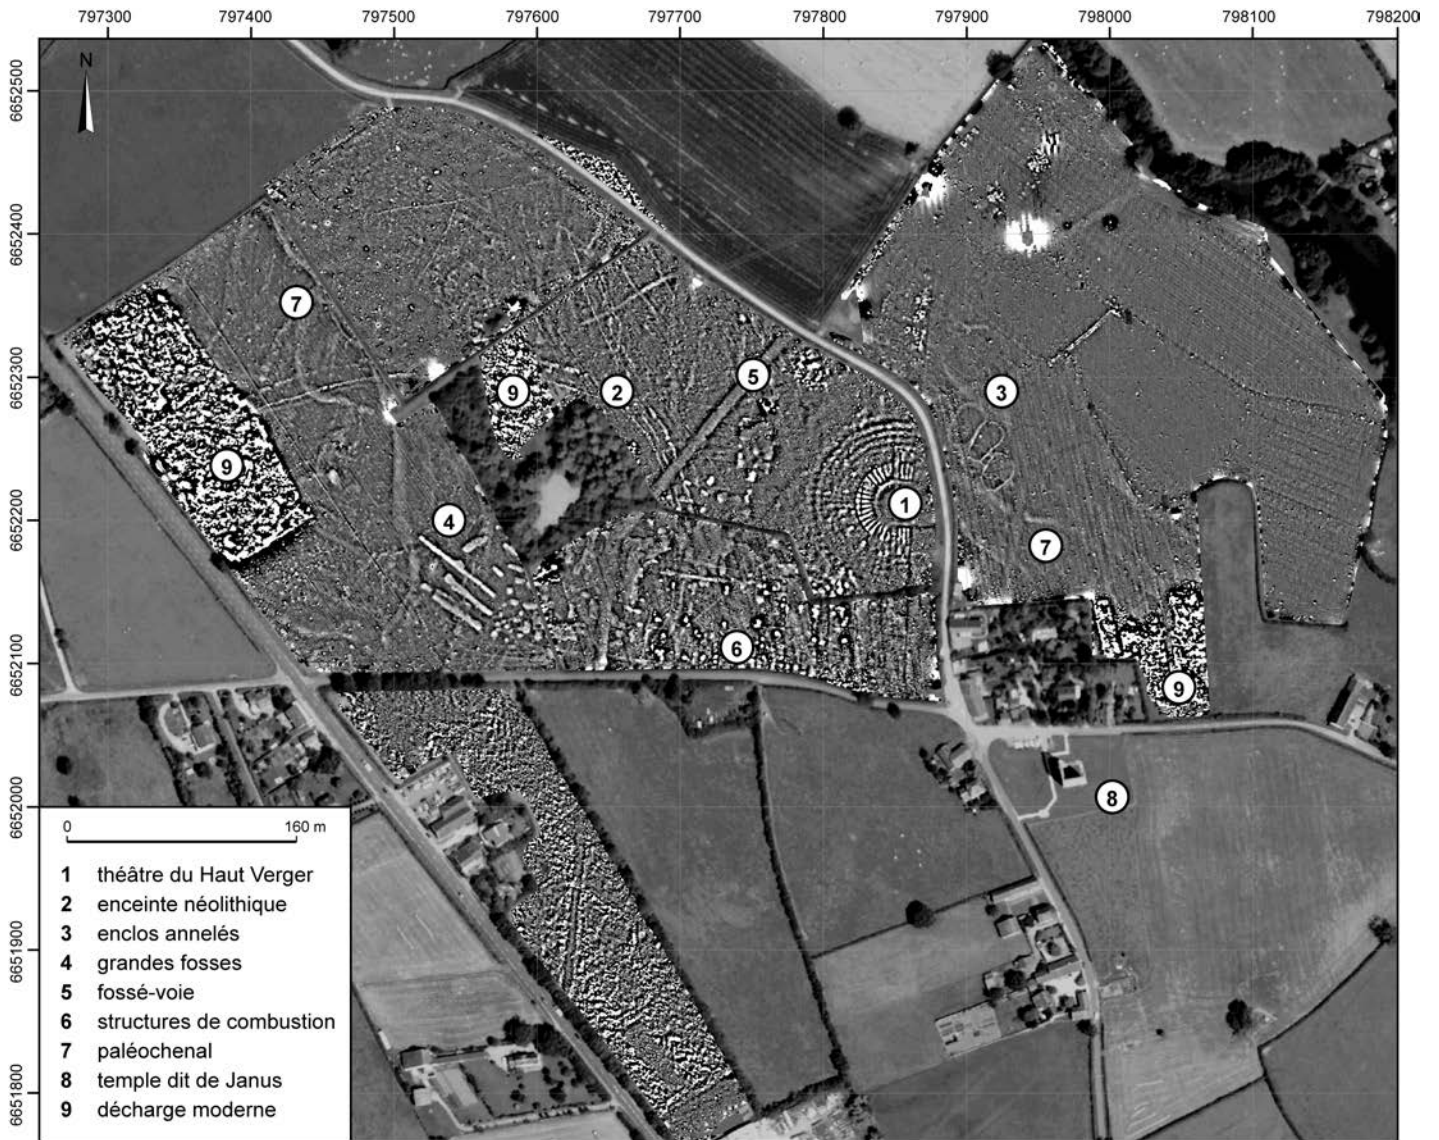 797300 797400 797500 797600 797700 797800 797900 798000 798100 798200
N
6652500
6652400
6652300
6652200
6652100
6652000
6651900
6651800
7
9
9
2
5
3
4
1
7
6
9
8
0 160 m
1 théâtre du Haut Verger
2 enceinte néolithique
3 enclos annelés
4 grandes fosses
5 fossé-voie
6 structures de combustion
7 paléochenal
8 temple dit de Janus
9 décharge moderne